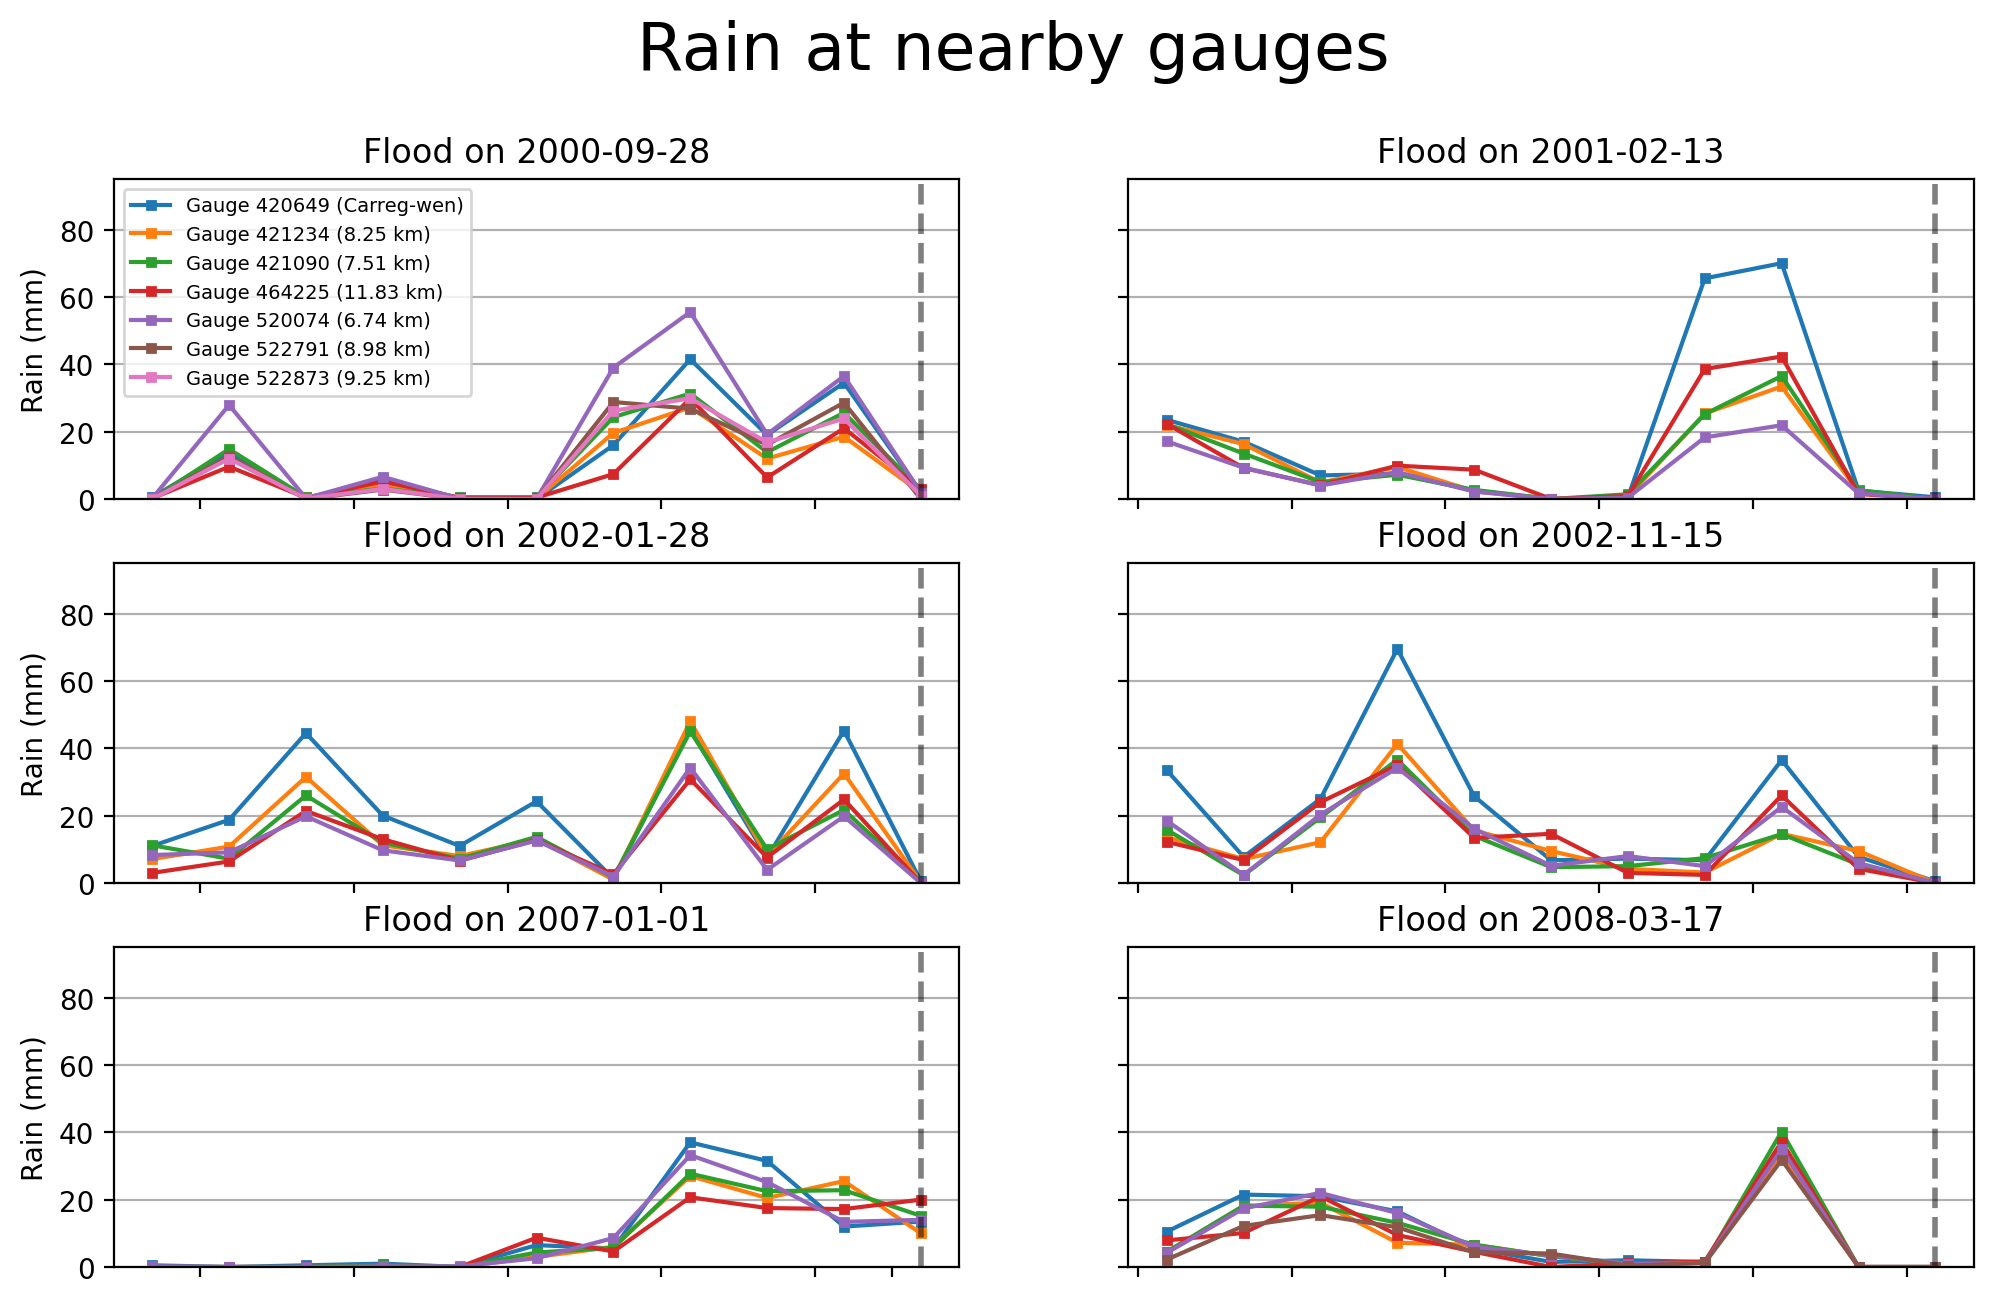 Rain at nearby gauges
Flood on 2000-09-28
Flood on 2001-02-13
Rain (mm)
80
60
40
20
0
Gauge 420649 (Carreg-wen)
Gauge 421234 (8.25 km)
Gauge 421090 (7.51 km)
Gauge 464225 (11.83 km)
Gauge 520074 (6.74 km)
Gauge 522791 (8.98 km)
Gauge 522873 (9.25 km)
Flood on 2002-01-28
Flood on 2002-11-15
Rain (mm)
80
60
40
20
0
Flood on 2007-01-01
Flood on 2008-03-17
Rain (mm)
80
60
40
20
0